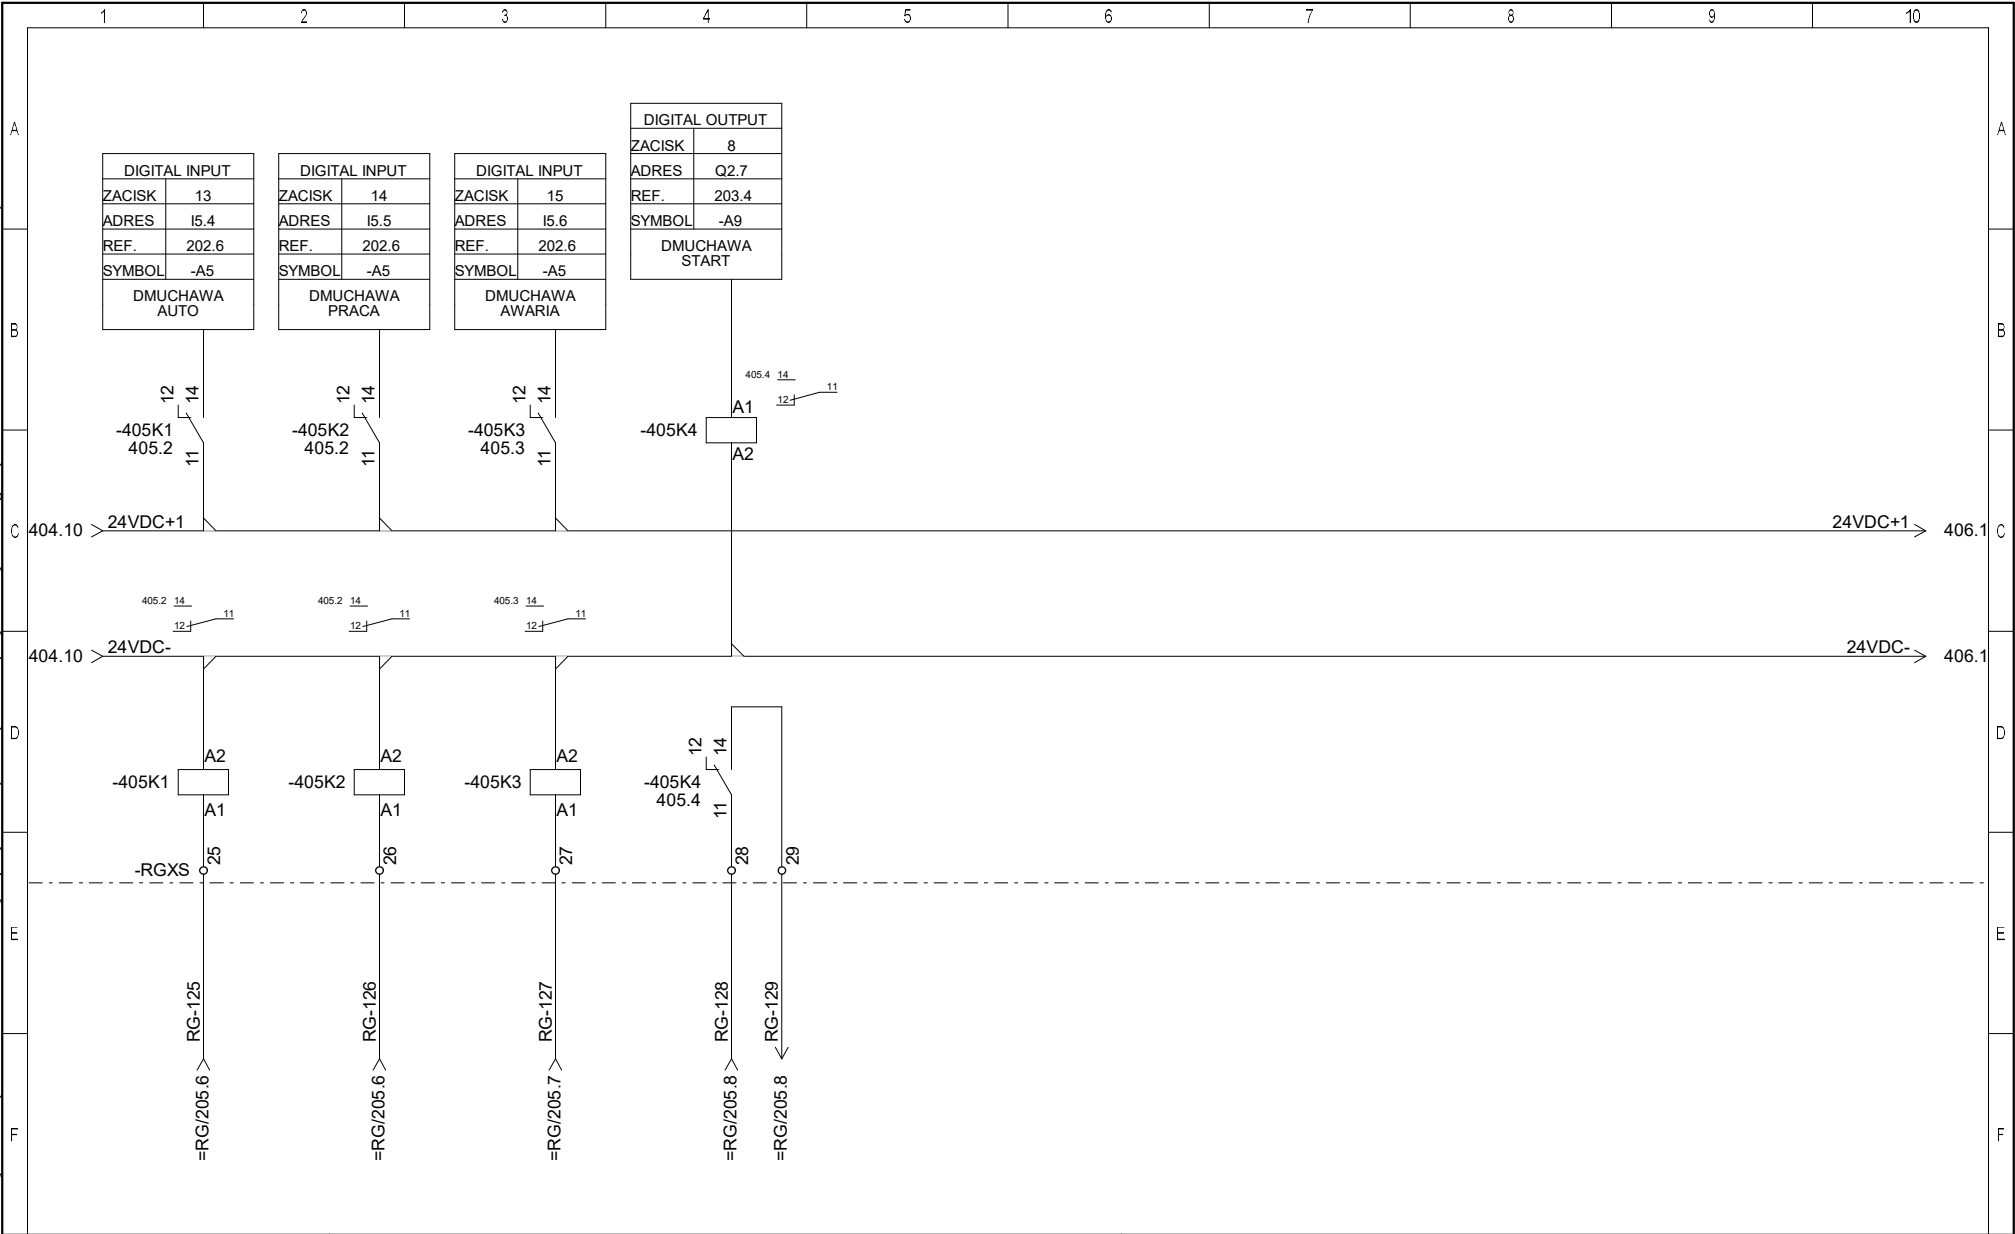 1 2 3 4 5 6 7 8 9 10
A A
DIGITAL INPUT
ZACISK 13
ADRES I5.4
REF. 202.6
SYMBOL -A5
DMUCHAWA
AUTO
DIGITAL INPUT
ZACISK 14
ADRES I5.5
REF. 202.6
SYMBOL -A5
DMUCHAWA
PRACA
DIGITAL INPUT
ZACISK 15
ADRES I5.6
REF. 202.6
SYMBOL -A5
DMUCHAWA
AWARIA
DIGITAL OUTPUT
ZACISK 8
ADRES Q2.7
REF. 203.4
SYMBOL -A9
DMUCHAWA
START
B B
12 14
-405K1
405.2
11
12 14
-405K2
405.2
11
12 14
-405K3
405.3
11
405.4 14
11
12
A1
-405K4
A2
C 404.10 24VDC+1 24VDC+1 406.1 C
405.2 14
11
12
405.2 14
11
12
405.3 14
11
12
404.10 24VDC- 24VDC- 406.1
D D
A2
-405K1
A1
A2
-405K2
A1
A2
-405K3
A1
12 14
-405K4
405.4
11
-RGXS 25 26 27 28 29
E E
RG-125 RG-126 RG-127 RG-128 RG-129
=RG/205.6 =RG/205.6 =RG/205.7 =RG/205.8 =RG/205.8
F F